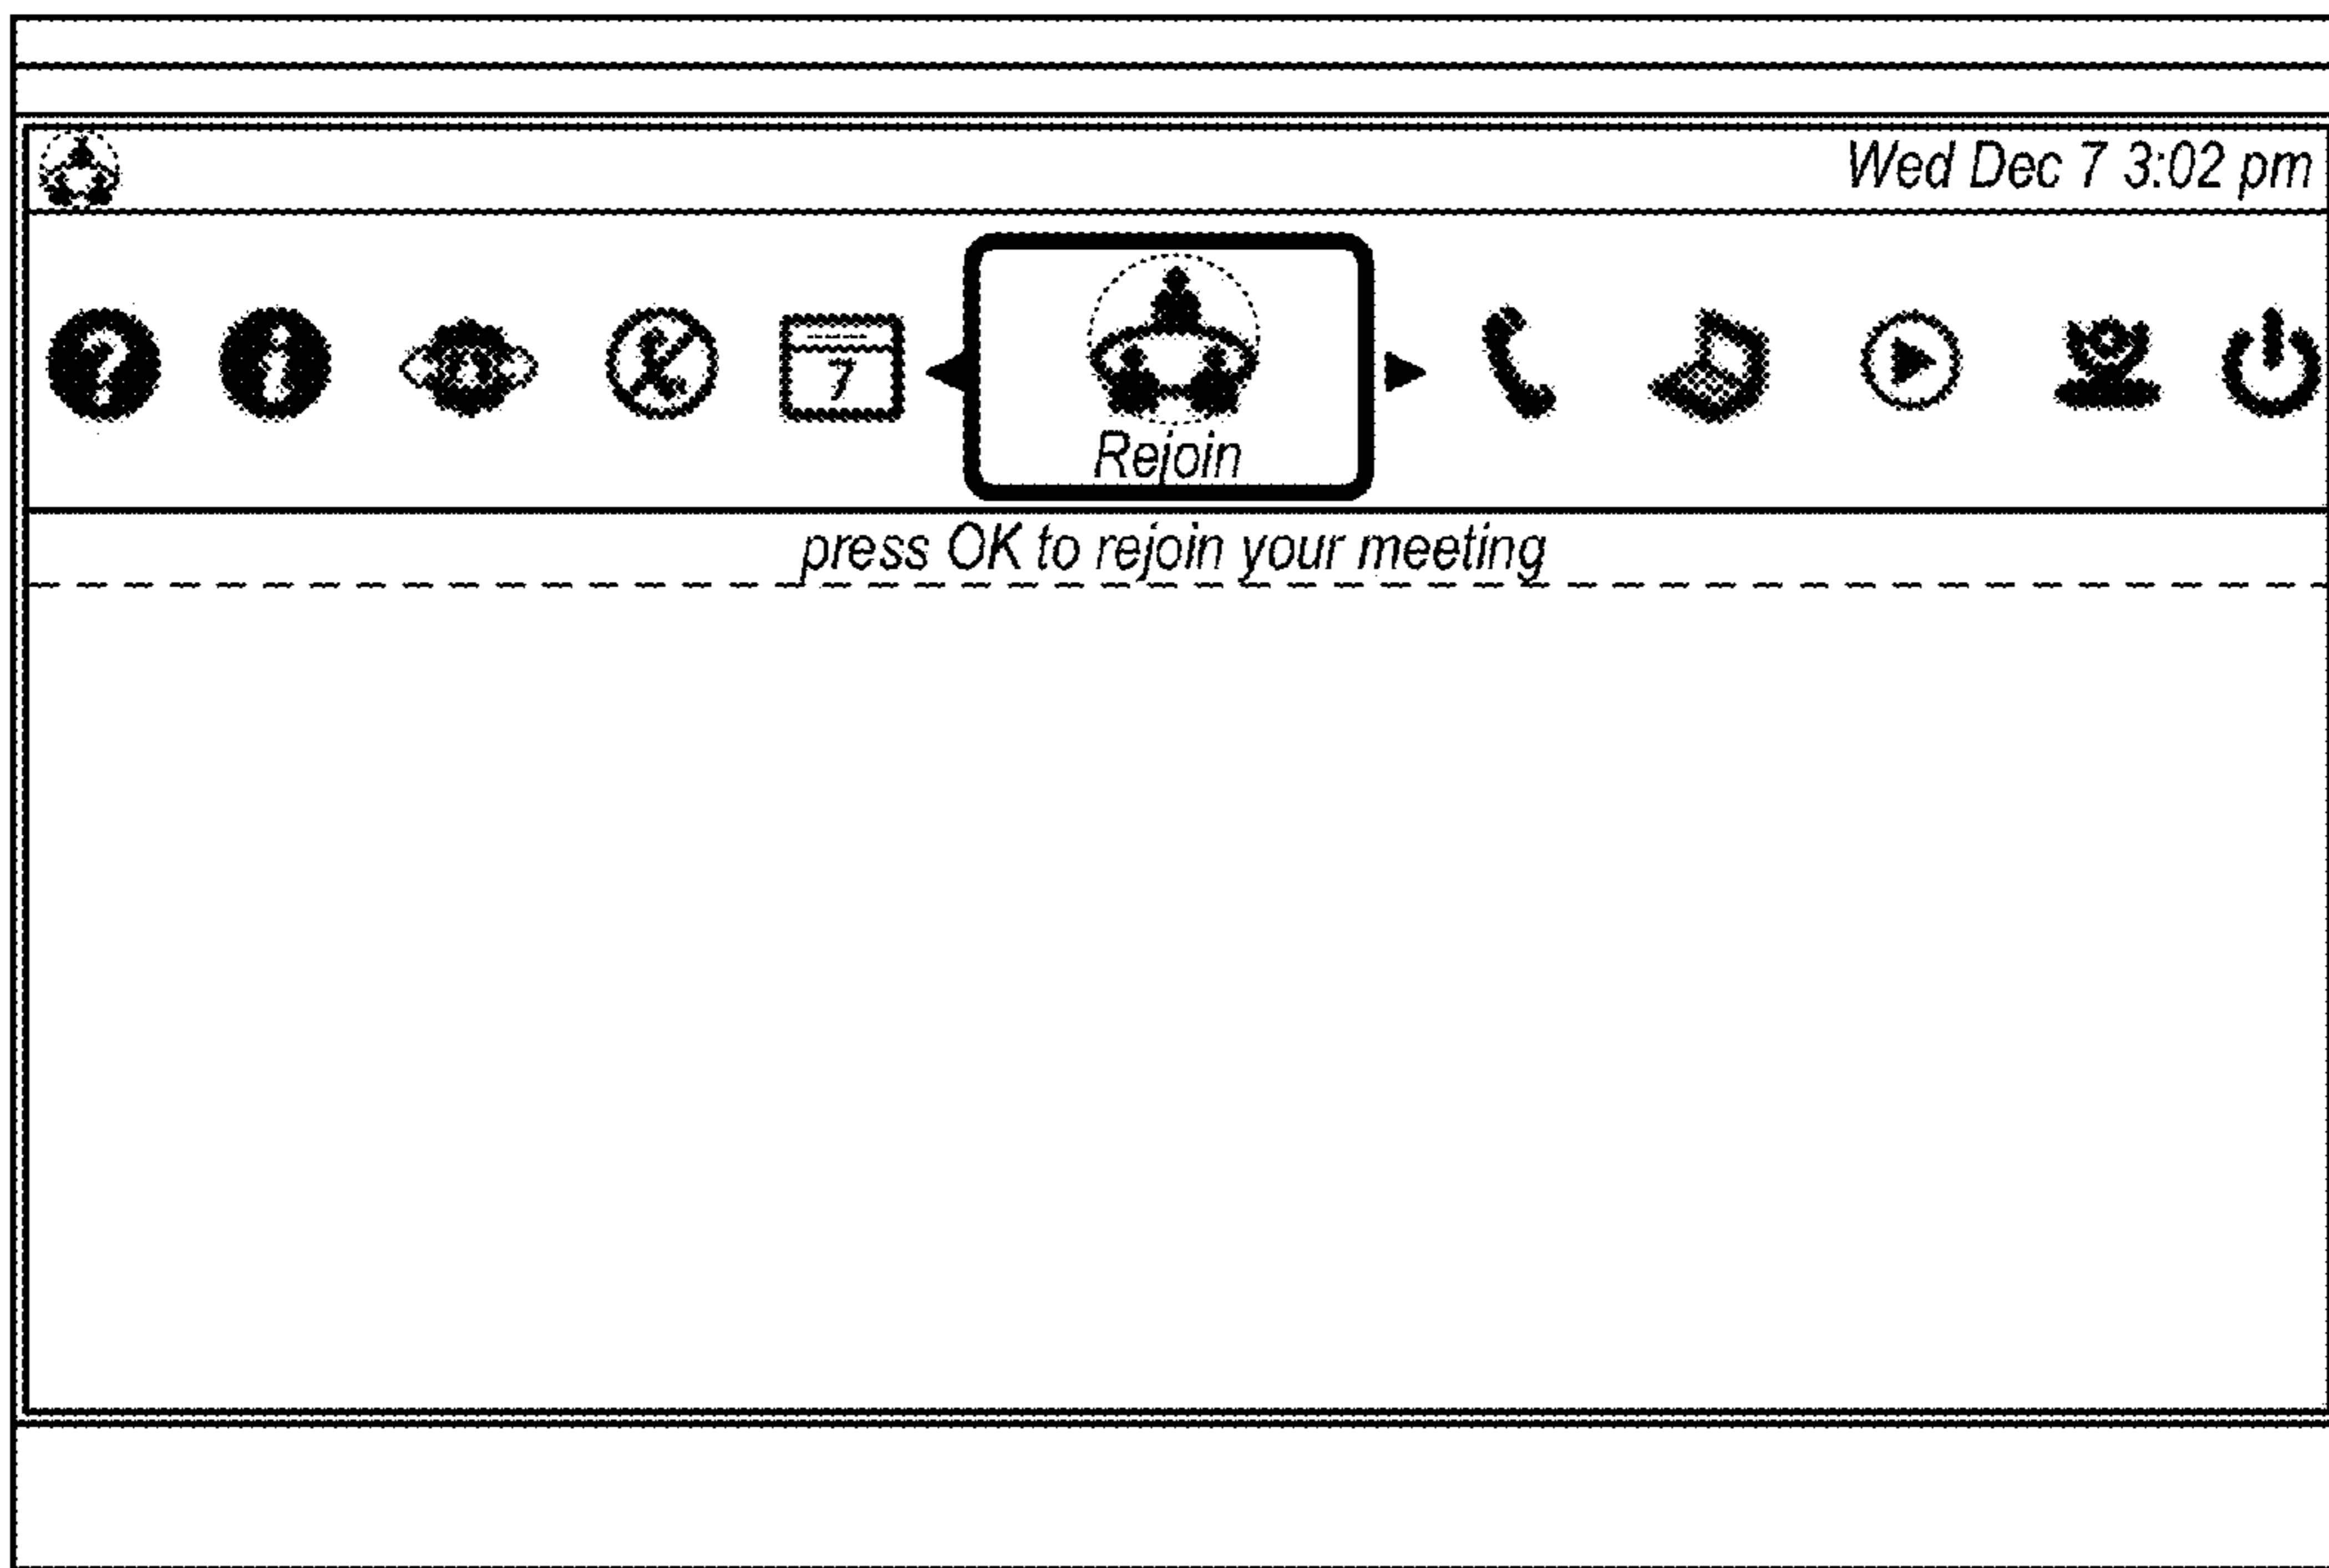 Wed Dec 7 3:02 pm
?
i
7
Rejoin
press OK to rejoin your meeting